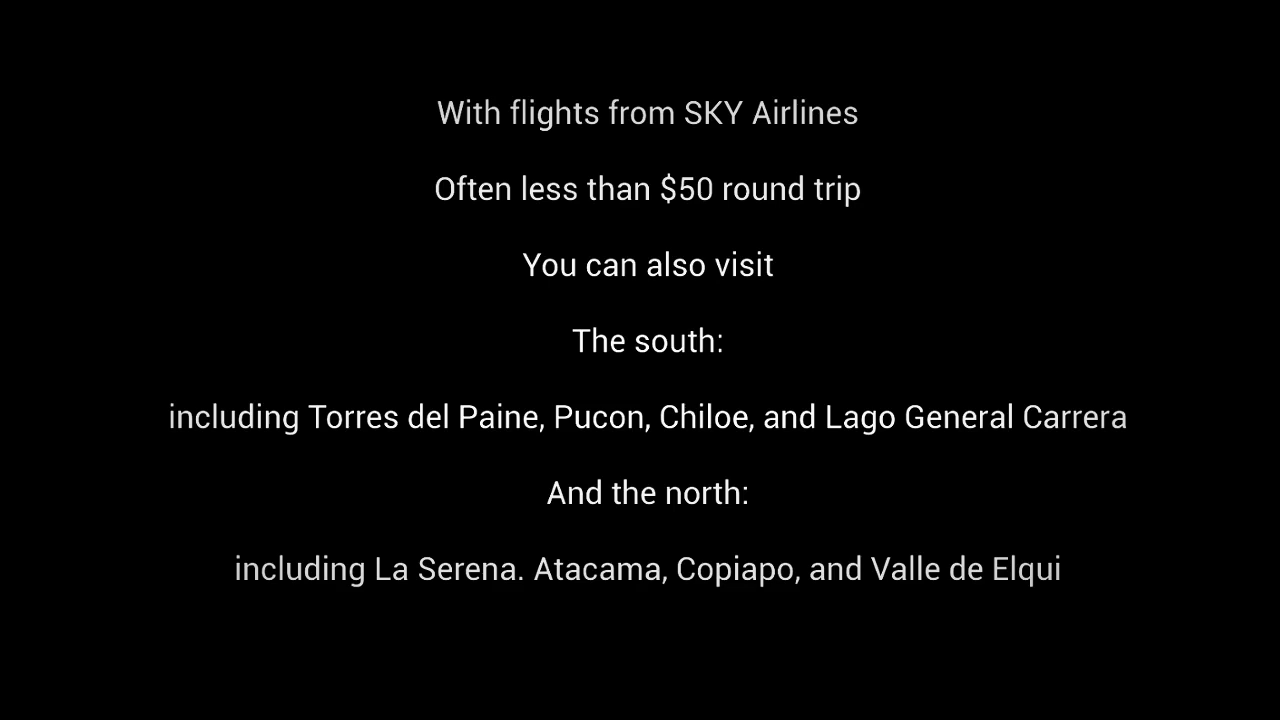 With flights from SKY Airlines
Often less than $50 round trip
You can also visit
The south:
including Torres del Paine, Pucon, Chiloe, and Lago General Carrera
And the north:
including La Serena. Atacama, Copiapo, and Valle de Elqui